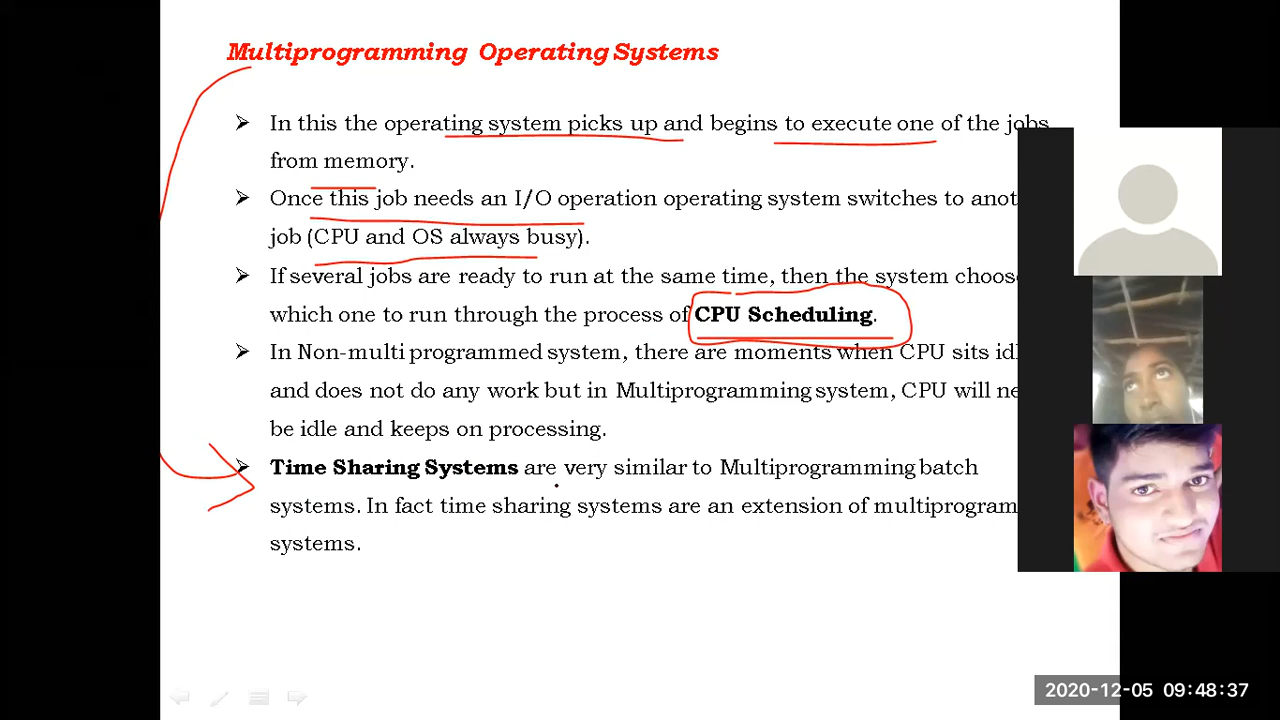 Multiprogramming Operating Systems
In this the operating system picks up and begins to execute one of the jobs
from memory.
Once this job needs an I/O operation operating system switches to
job (CPU and OS always busy).
If several jobs are ready to run at the same time, then the system
which one to run through the process of CPU Scheduling.
In Non-multi programmed system, there are moments when CPU sits
and does not do any work but in Multiprogramming system, CPU will
be idle and keeps on processing.
Time Sharing Systems are very similar to Multiprogramming batch
systems. In fact time sharing systems are an extension of
systems.
2020-12-05 09:48:37